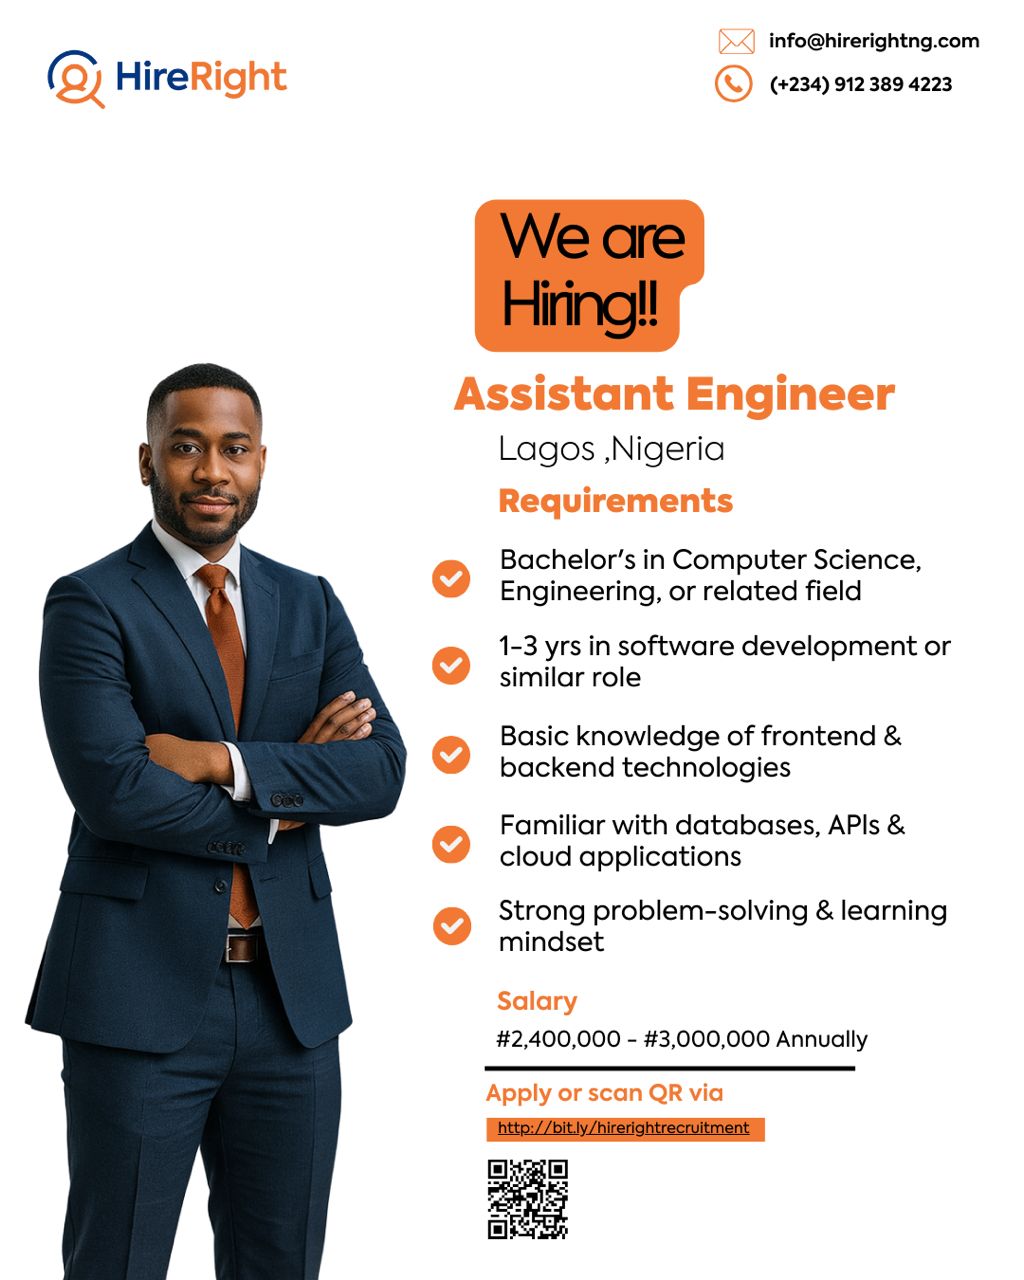 HireRight
info@hirerightng.com
(+234) 912 389 4223
We are
Hiring!!
Assistant Engineer
Lagos ,Nigeria
Requirements
Bachelor's in Computer Science,
Engineering, or related field
1-3 yrs in software development or
similar role
Basic knowledge of frontend &
backend technologies
Familiar with databases, APIs &
cloud applications
Strong problem-solving & learning
mindset
Salary
#2,400,000 - #3,000,000 Annually
Apply or scan QR via
http://bit.ly/hirerightrecruitment